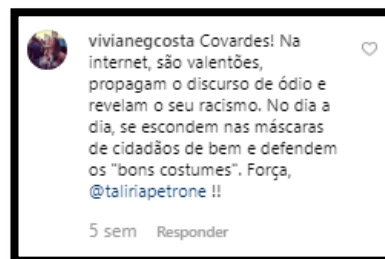 vivianegcosta Covardes! Na
internet, são valentões,
propagam o discurso de ódio e
revelam o seu racismo. No dia a
dia, se escondem nas máscaras
de cidadãos de bem e defendem
os "bons costumes". Força,
@taliriapetrone !!
5 sem Responder